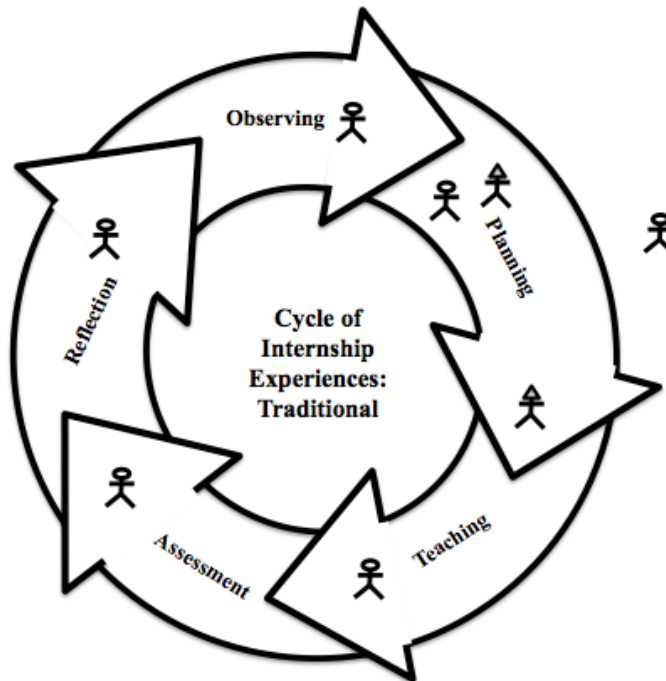 Observing
Planning
Cycle of
Internship
Experiences:
Traditional
Reflection
Teaching
Assessment